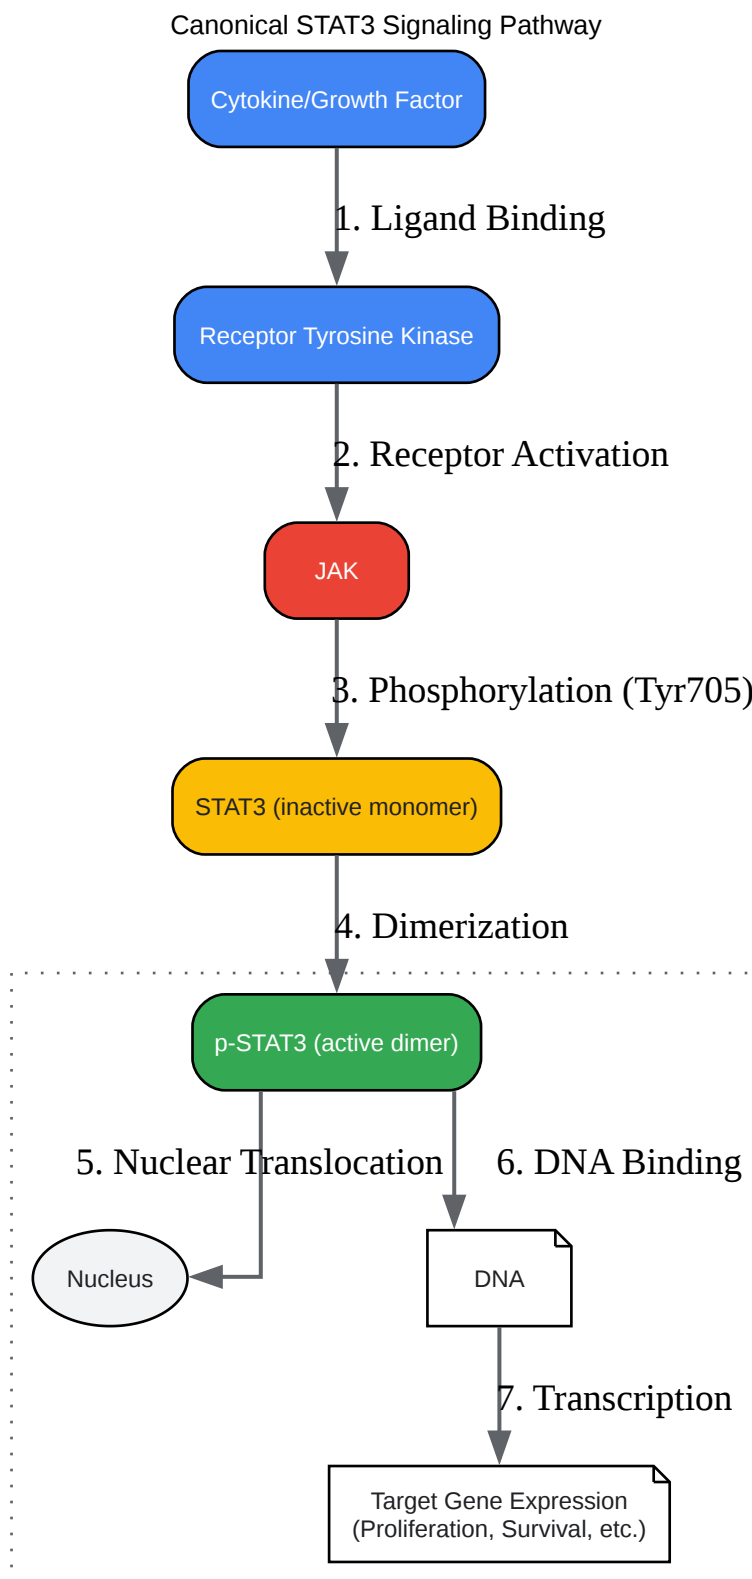 Canonical STAT3 Signaling Pathway
Cytokine/Growth Factor
1. Ligand Binding
Receptor Tyrosine Kinase
2. Receptor Activation
JAK
3. Phosphorylation (Tyr705)
STAT3 (inactive monomer)
4. Dimerization
p-STAT3 (active dimer)
5. Nuclear Translocation
6. DNA Binding
Nucleus
DNA
7. Transcription
Target Gene Expression
(Proliferation, Survival, etc.)